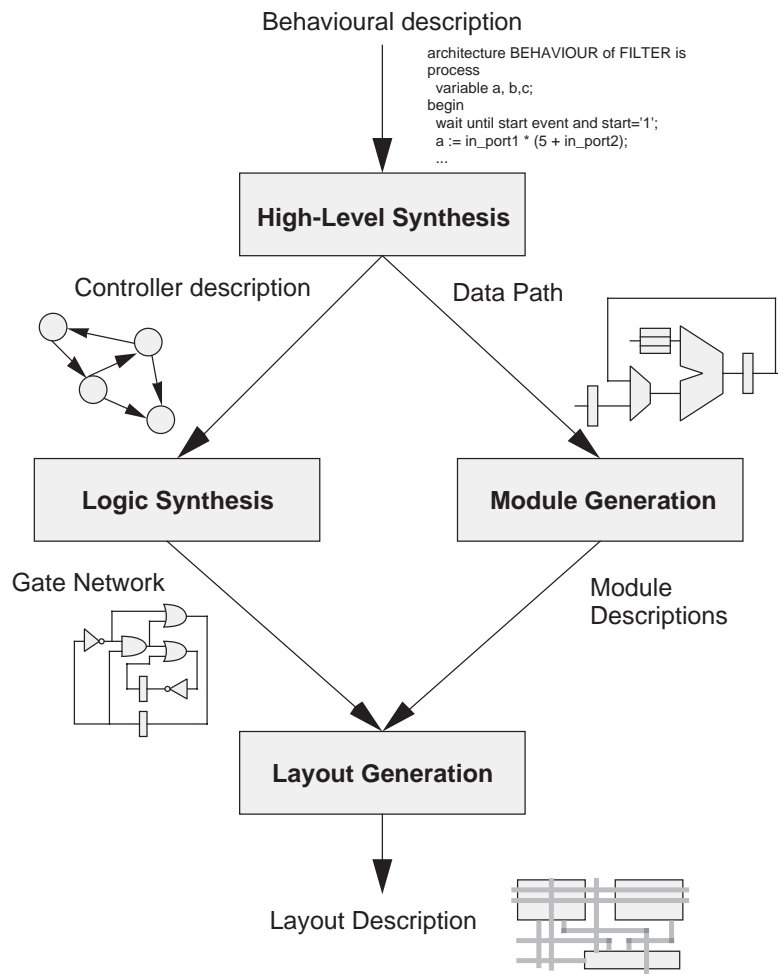 Behavioural description
architecture BEHAVIOUR of FILTER is
process
variable a, b,c;
begin
wait until start event and start='1';
a := in_port1 * (5 + in_port2);
...
High-Level Synthesis
Controller description
Data Path
Logic Synthesis
Module Generation
Gate Network
Module
Descriptions
Layout Generation
Layout Description